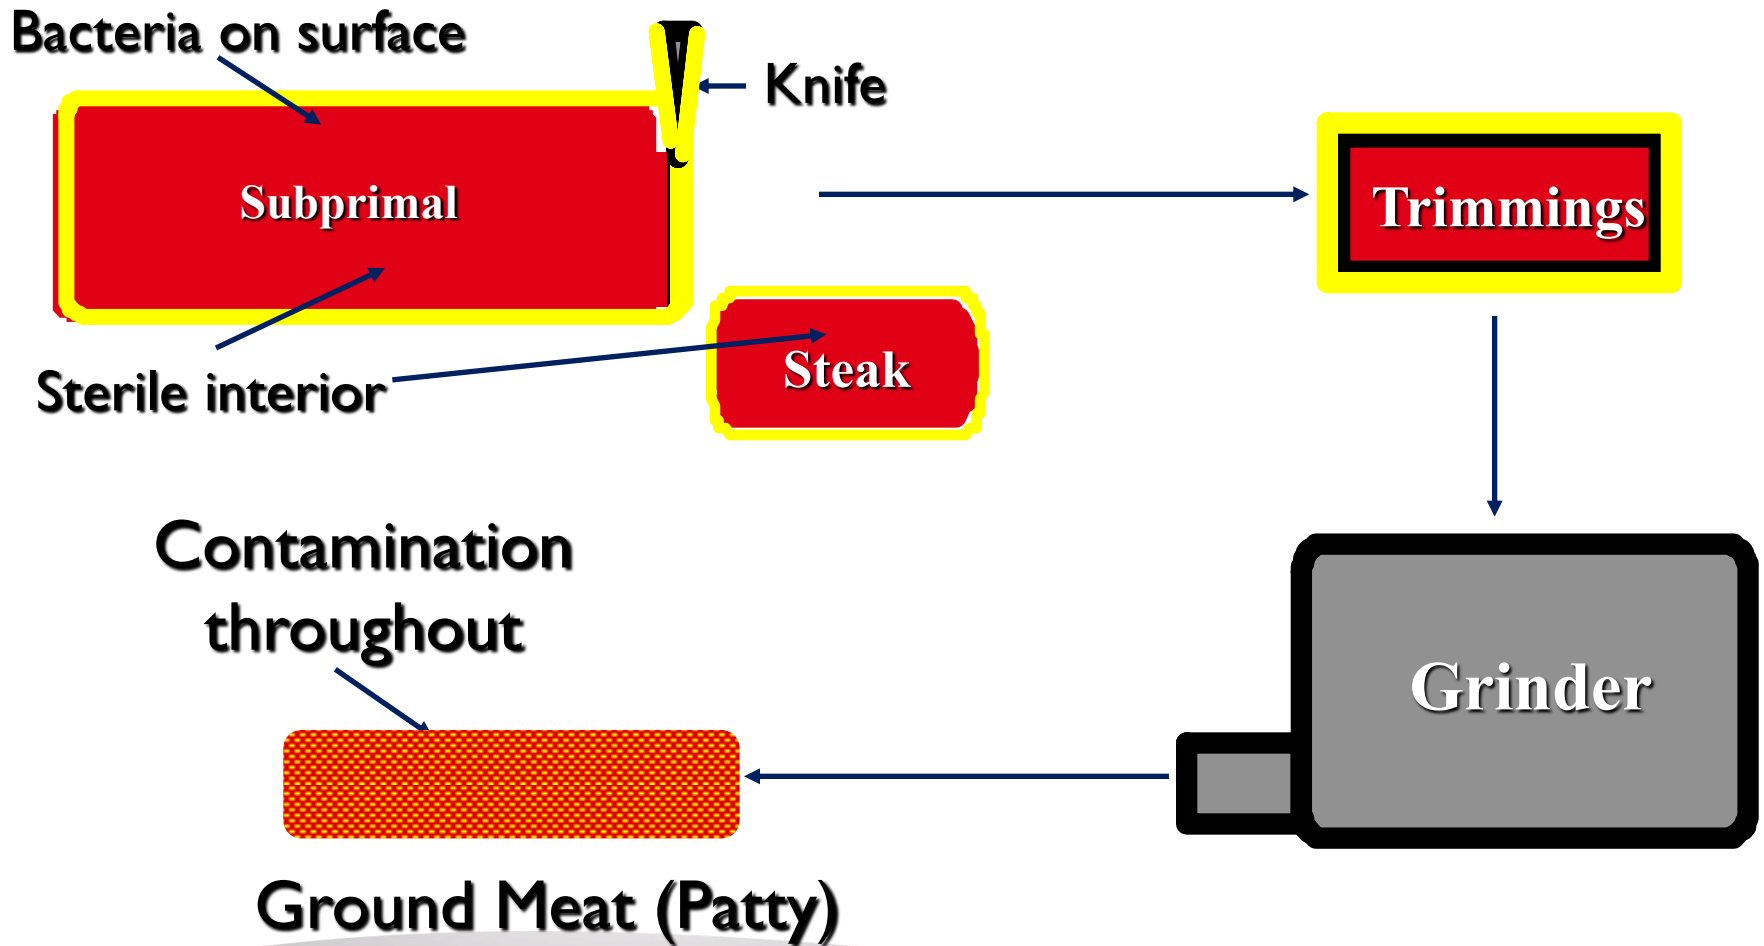 Bacteria on surface
Knife
Subprimal
Trimmings
Steak
Sterile interior
Contamination
throughout
Grinder
Ground Meat (Patty)